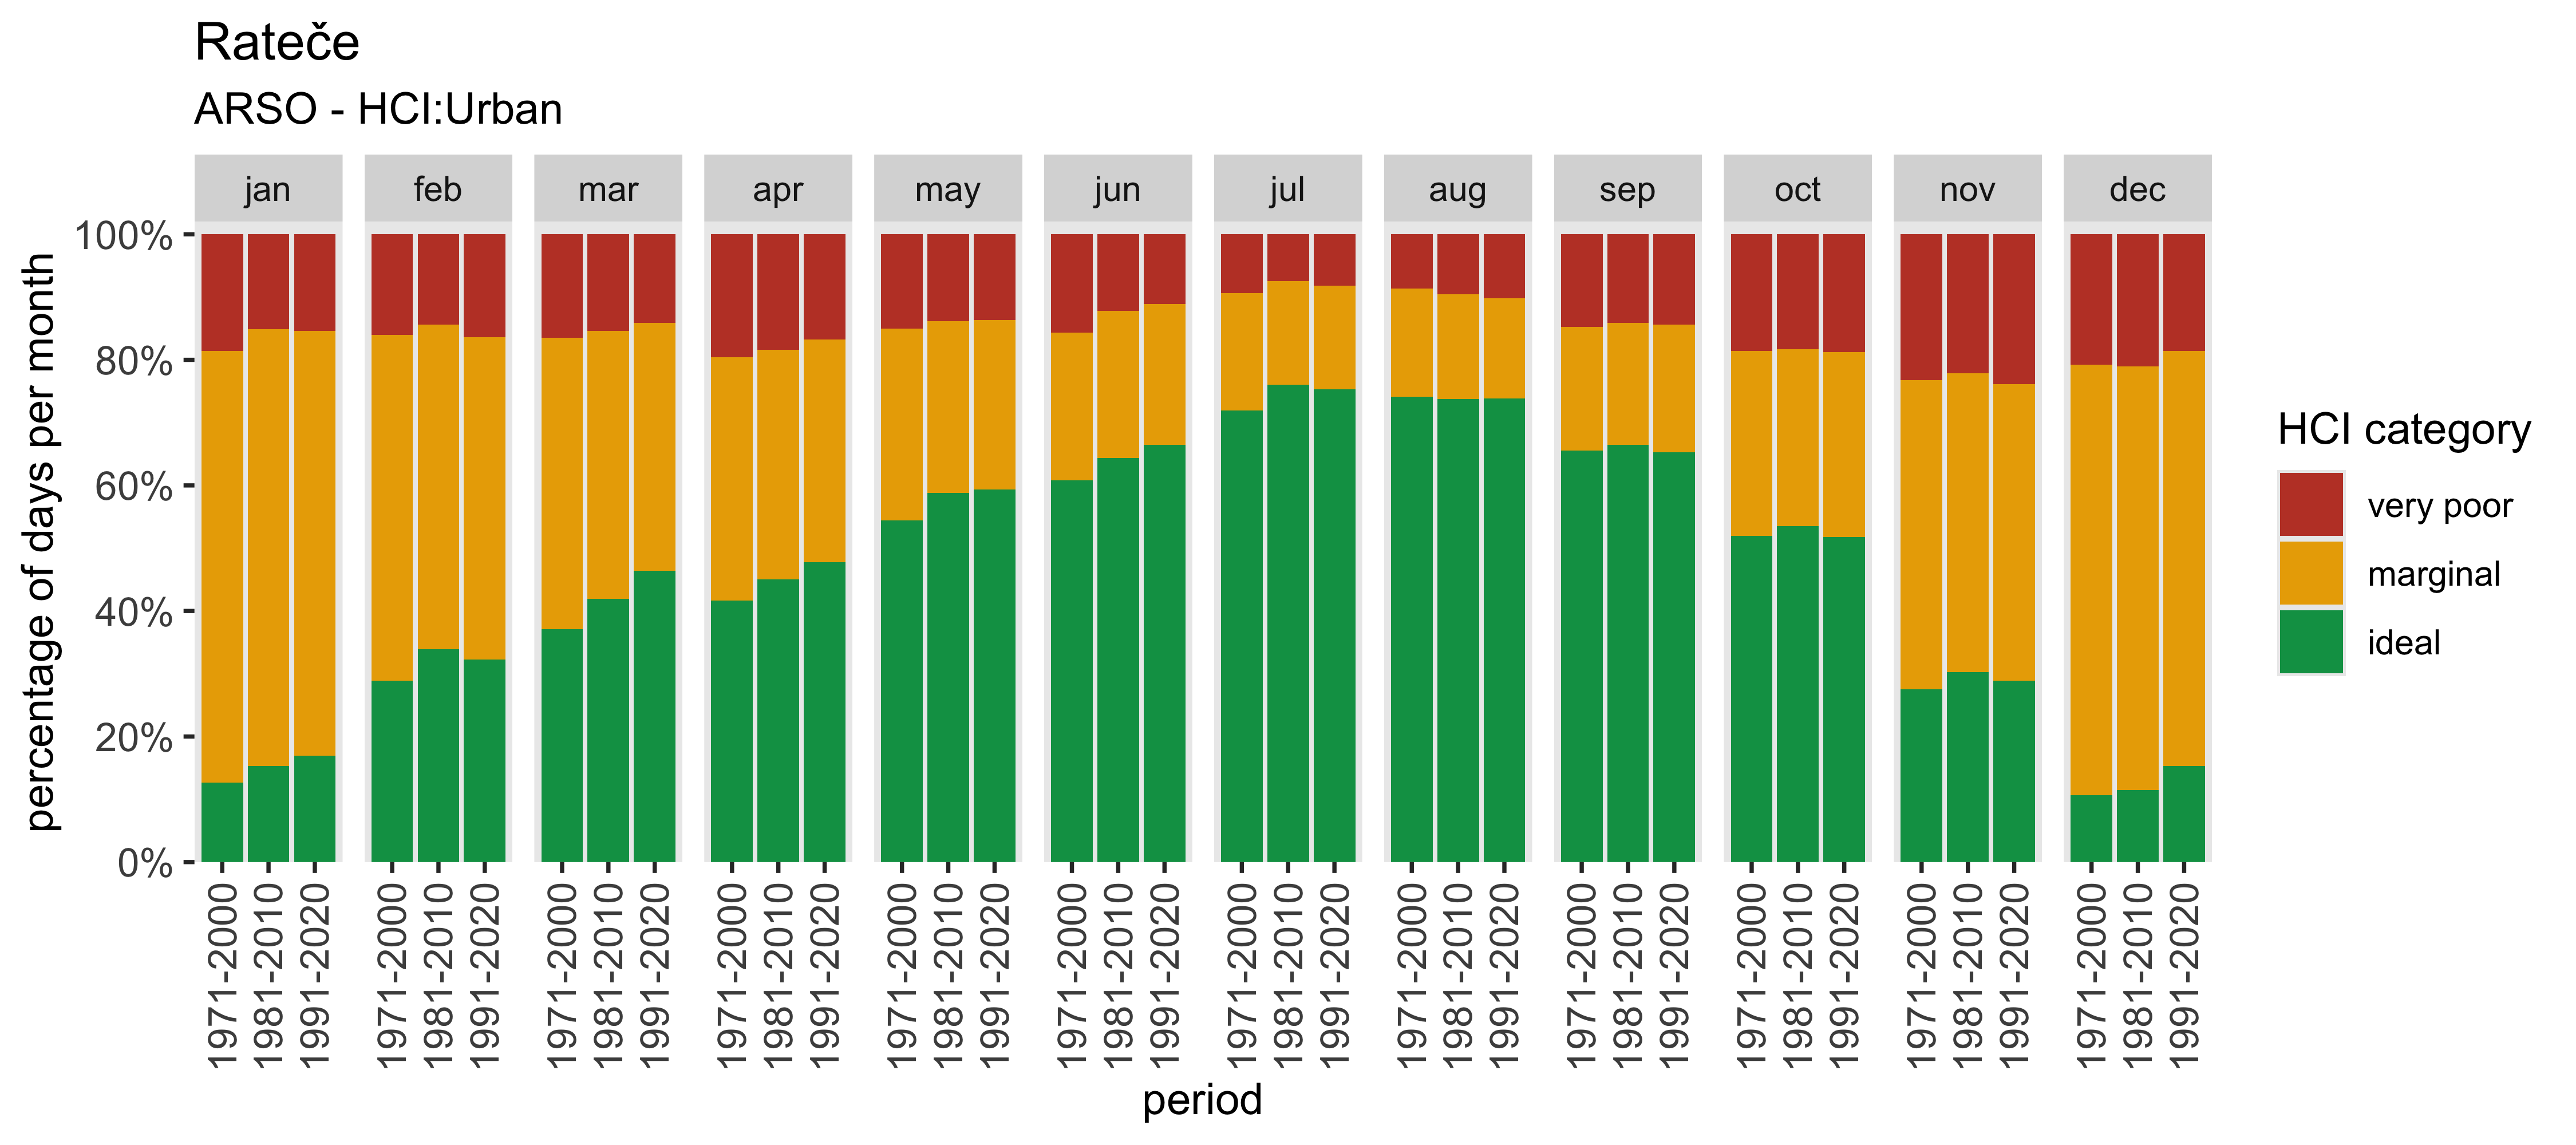 Rateče
ARSO - HCI:Urban
jan feb mar apr may jun jul aug sep oct nov dec
percentage of days per month
100%
80%
60%
40%
20%
0%
1971-2000 1981-2010 1991-2020 1971-2000 1981-2010 1991-2020 1971-2000 1981-2010 1991-2020 1971-2000 1981-2010 1991-2020 1971-2000 1981-2010 1991-2020 1971-2000 1981-2010 1991-2020 1971-2000 1981-2010 1991-2020 1971-2000 1981-2010 1991-2020 1971-2000 1981-2010 1991-2020 1971-2000 1981-2010 1991-2020 1971-2000 1981-2010 1991-2020 1971-2000 1981-2010 1991-2020
period
HCI category
very poor
marginal
ideal